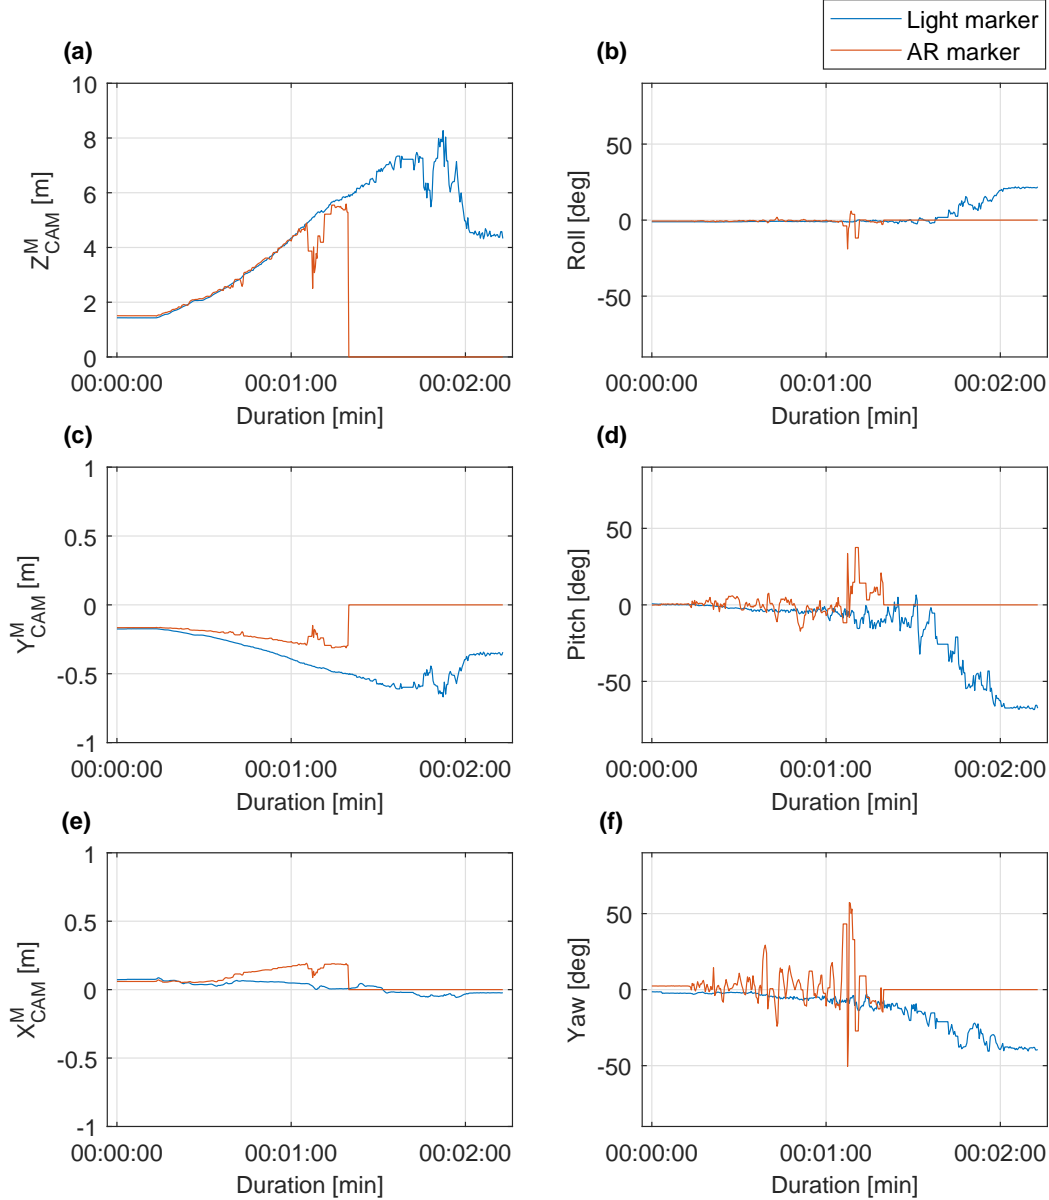 Light marker
AR marker
(a)
10
8
6
4
2
0
Z^M_CAM [m]
00:00:00 00:01:00 00:02:00
Duration [min]
(b)
50
0
-50
Roll [deg]
00:00:00 00:01:00 00:02:00
Duration [min]
(c)
1
0.5
0
-0.5
-1
Y^M_CAM [m]
00:00:00 00:01:00 00:02:00
Duration [min]
(d)
50
0
-50
Pitch [deg]
00:00:00 00:01:00 00:02:00
Duration [min]
(e)
1
0.5
0
-0.5
-1
X^M_CAM [m]
00:00:00 00:01:00 00:02:00
Duration [min]
(f)
50
0
-50
Yaw [deg]
00:00:00 00:01:00 00:02:00
Duration [min]